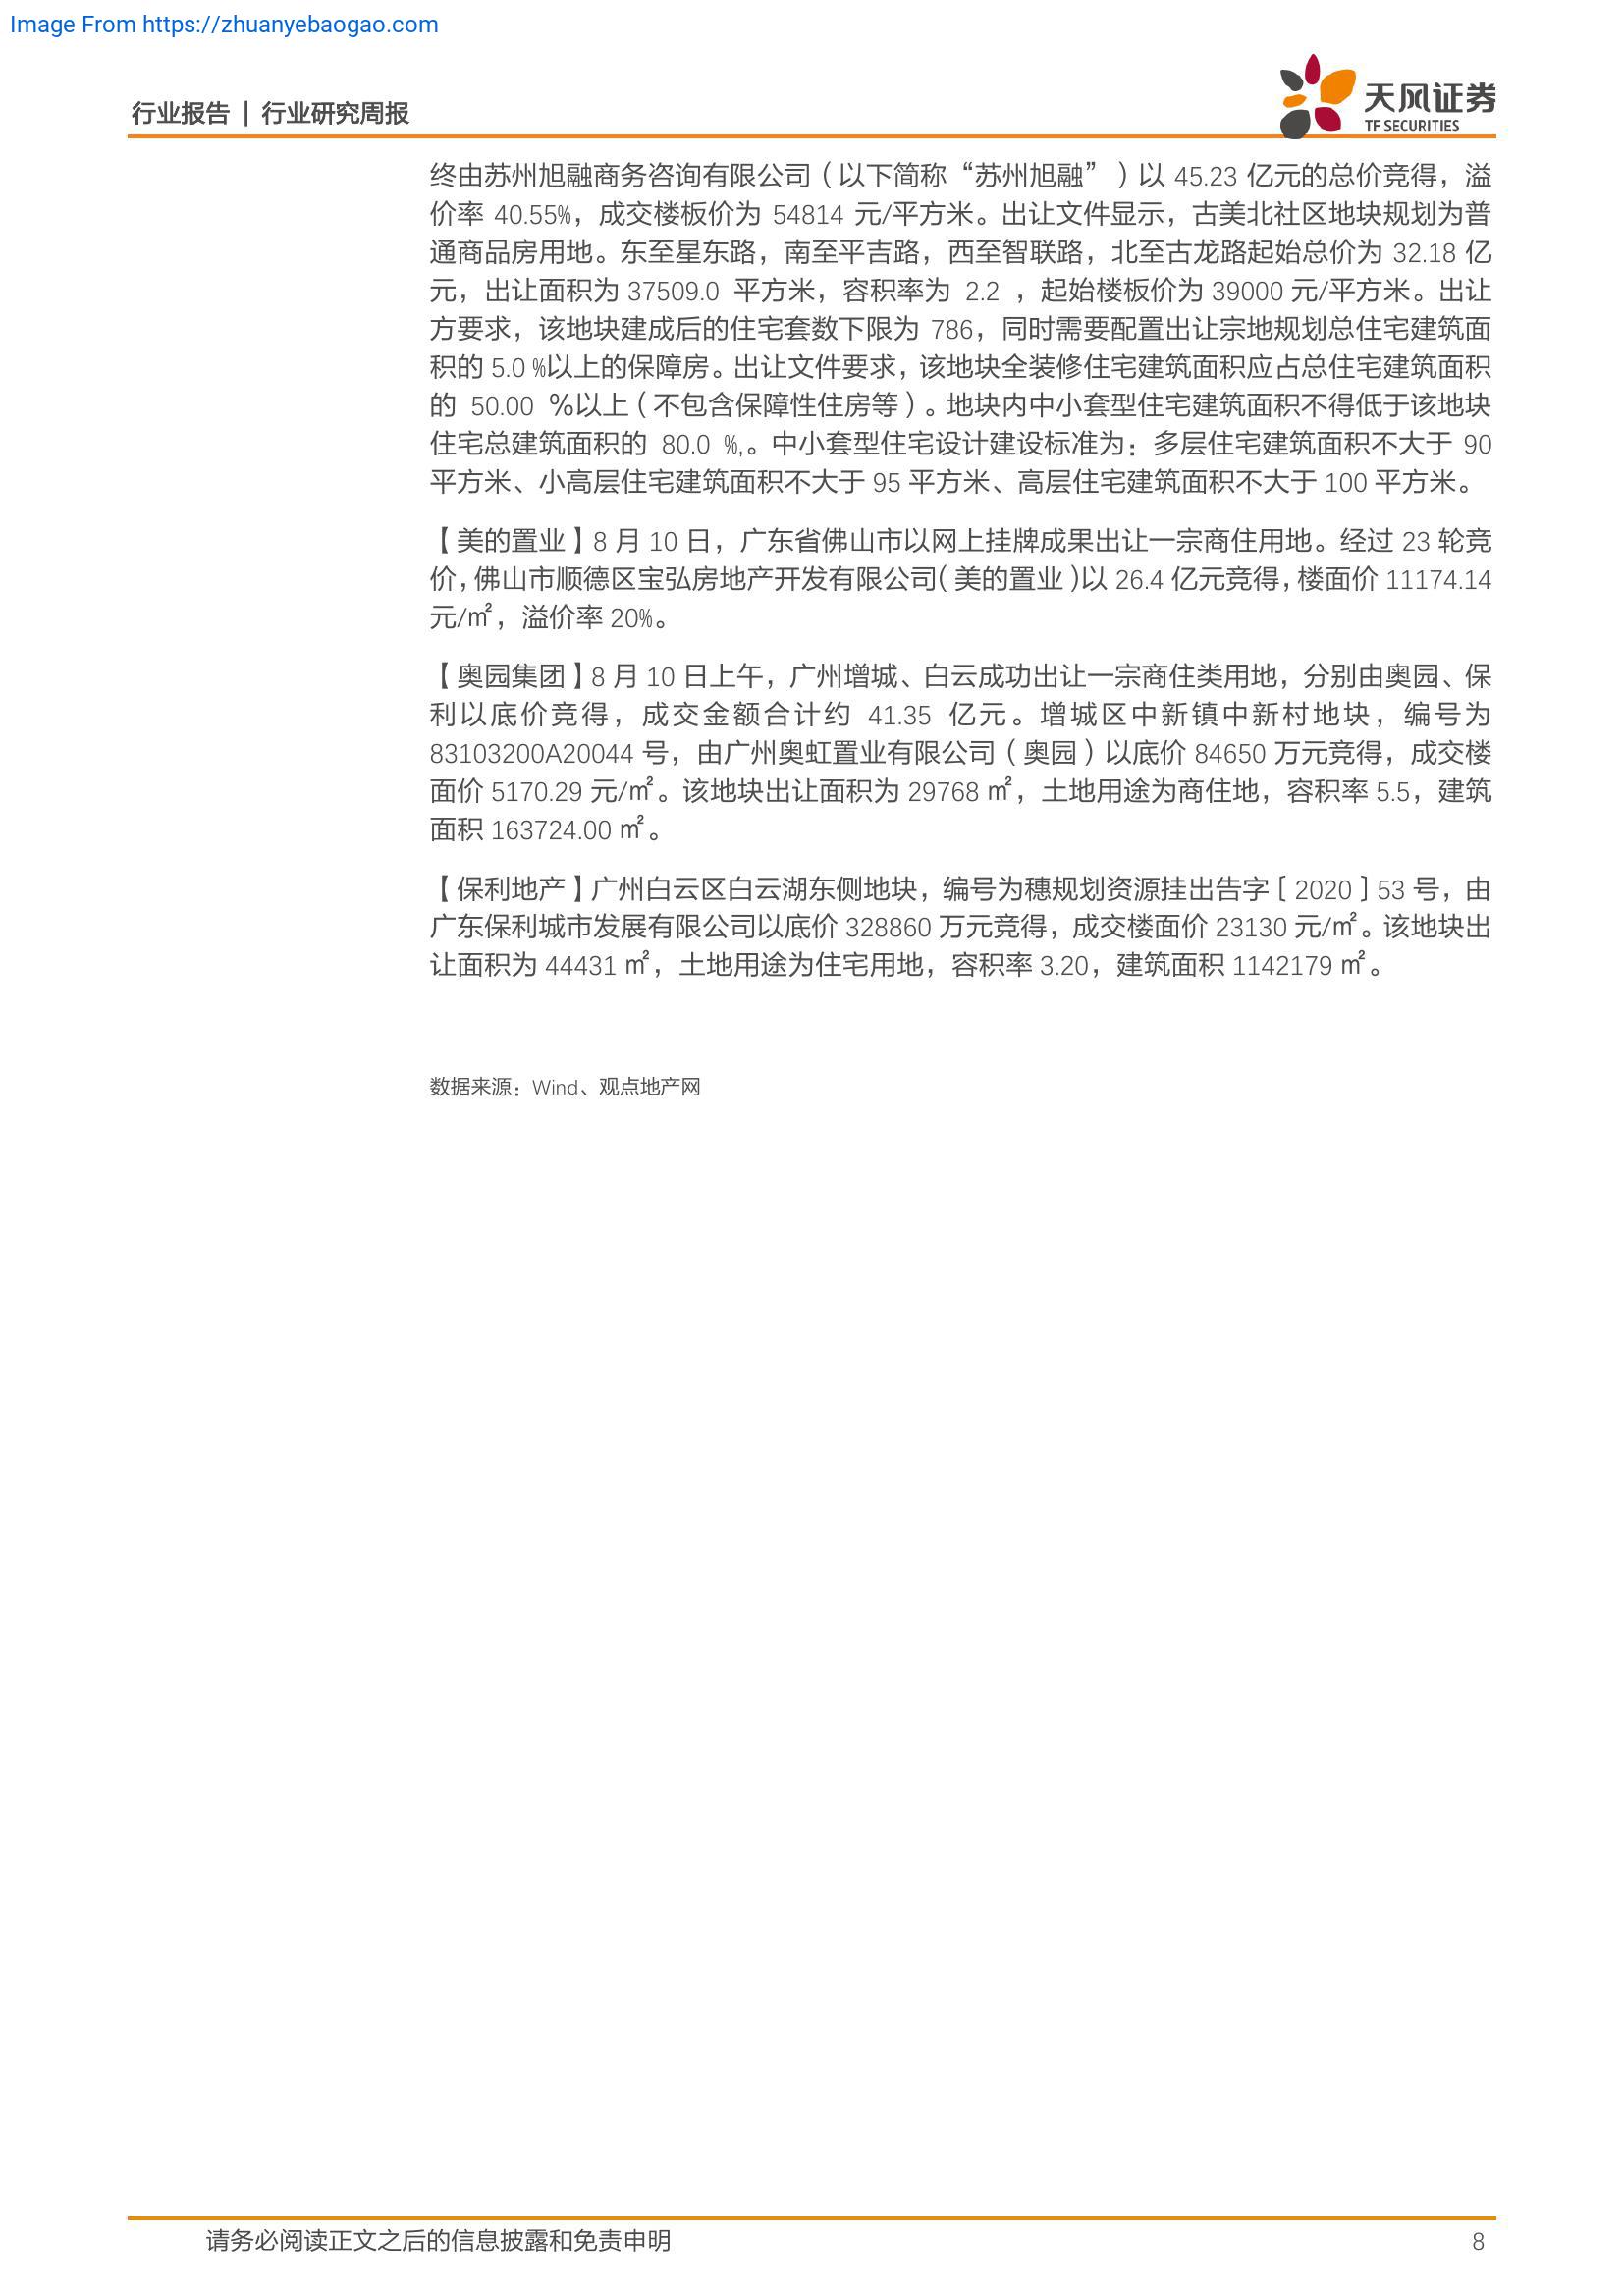 Image From https://zhuanyebaogao.com
行业报告 | 行业研究周报
天风证券
TF SECURITIES
终由苏州旭融商务咨询有限公司（以下简称“苏州旭融”）以 45.23 亿元的总价竞得，溢
价率 40.55%，成交楼板价为 54814 元/平方米。出让文件显示，古美北社区地块规划为普
通商品房用地。东至星东路，南至平吉路，西至智联路，北至古龙路起始总价为 32.18 亿
元，出让面积为 37509.0 平方米，容积率为 2.2 ，起始楼板价为 39000 元/平方米。出让
方要求，该地块建成后的住宅套数下限为 786，同时需要配置出让宗地规划总住宅建筑面
积的 5.0 %以上的保障房。出让文件要求，该地块全装修住宅建筑面积应占总住宅建筑面积
的 50.00 %以上（不包含保障性住房等）。地块内中小套型住宅建筑面积不得低于该地块
住宅总建筑面积的 80.0 %,。中小套型住宅设计建设标准为：多层住宅建筑面积不大于 90
平方米、小高层住宅建筑面积不大于 95 平方米、高层住宅建筑面积不大于 100 平方米。
【美的置业】8 月 10 日，广东省佛山市以网上挂牌成果出让一宗商住用地。经过 23 轮竞
价，佛山市顺德区宝弘房地产开发有限公司（美的置业）以 26.4 亿元竞得，楼面价 11174.14
元/㎡，溢价率 20%。
【奥园集团】8 月 10 日上午，广州增城、白云成功出让一宗商住类用地，分别由奥园、保
利以底价竞得，成交金额合计约 41.35 亿元。增城区中新镇中新村地块，编号为
83103200A20044 号，由广州奥虹置业有限公司（奥园）以底价 84650 万元竞得，成交楼
面价 5170.29 元/㎡。该地块出让面积为 29768 ㎡，土地用途为商住地，容积率 5.5，建筑
面积 163724.00 ㎡。
【保利地产】广州白云区白云湖东侧地块，编号为穗规划资源挂出告字〔2020〕53 号，由
广东保利城市发展有限公司以底价 328860 万元竞得，成交楼面价 23130 元/㎡。该地块出
让面积为 44431 ㎡，土地用途为住宅用地，容积率 3.20，建筑面积 1142179 ㎡。
数据来源：Wind、观点地产网
请务必阅读正文之后的信息披露和免责申明
8